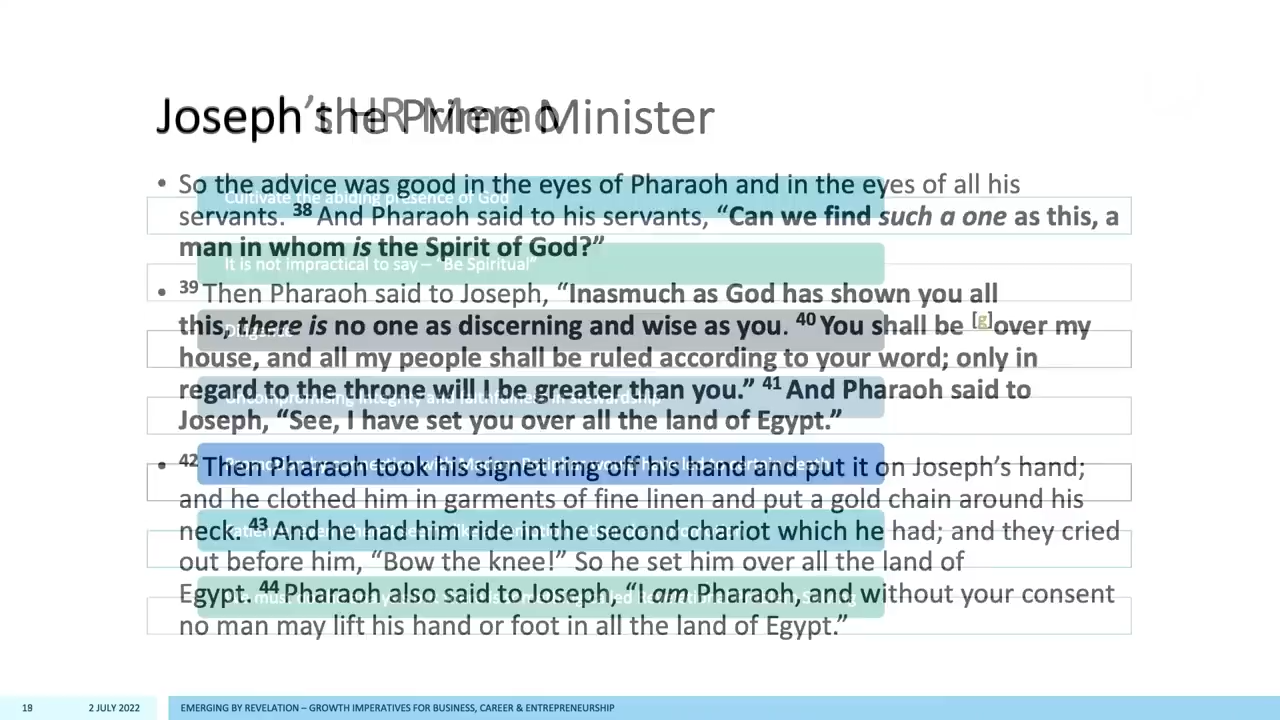 Joseph the Prime Minister
Joseph's HR Memo
• So the advice was good in the eyes of Pharaoh and in the eyes of all his
servants. 38 And Pharaoh said to his servants, “Can we find such a one as this, a
man in whom is the Spirit of God?”
• 39 Then Pharaoh said to Joseph, “Inasmuch as God has shown you all
this, there is no one as discerning and wise as you. 40 You shall be [g]over my
house, and all my people shall be ruled according to your word; only in
regard to the throne will I be greater than you.” 41 And Pharaoh said to
Joseph, “See, I have set you over all the land of Egypt.”
• 42 Then Pharaoh took his signet ring off his hand and put it on Joseph’s hand;
and he clothed him in garments of fine linen and put a gold chain around his
neck. 43 And he had him ride in the second chariot which he had; and they cried
out before him, “Bow the knee!” So he set him over all the land of
Egypt. 44 Pharaoh also said to Joseph, “I am Pharaoh, and without your consent
no man may lift his hand or foot in all the land of Egypt.”
Cultivate the abiding presence of God
It is not impractical to say – “Be Spiritual”
Diligence
Uncompromising integrity and faithfulness in stewardship
18 2 JULY 2022 EMERGING BY REVELATION – GROWTH IMPERATIVES FOR BUSINESS, CAREER & ENTREPRENEURSHIP